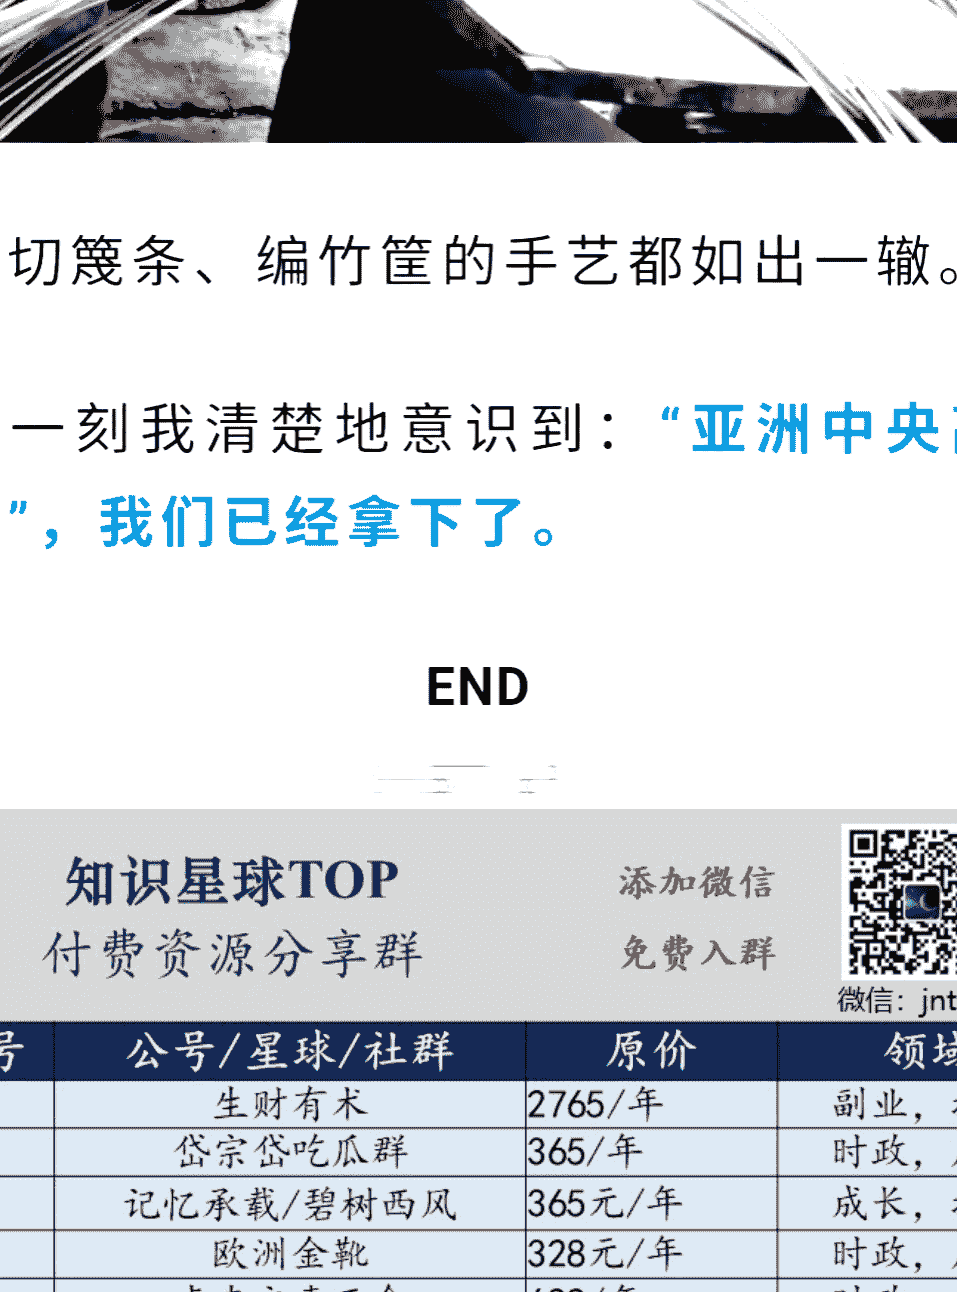 切篾条、编竹筐的手艺都如出一辙。
一刻我清楚地意识到：“亚洲中央
”，我们已经拿下了。
END
知识星球TOP
付费资源分享群
添加微信
免费入群
微信：jnt
号 公号/星球/社群 原价 领域
生财有术 2765/年 副业，
岱宗岱吃瓜群 365/年 时政，
记忆承载/碧树西风 365元/年 成长，
欧洲金靴 328元/年 时政，